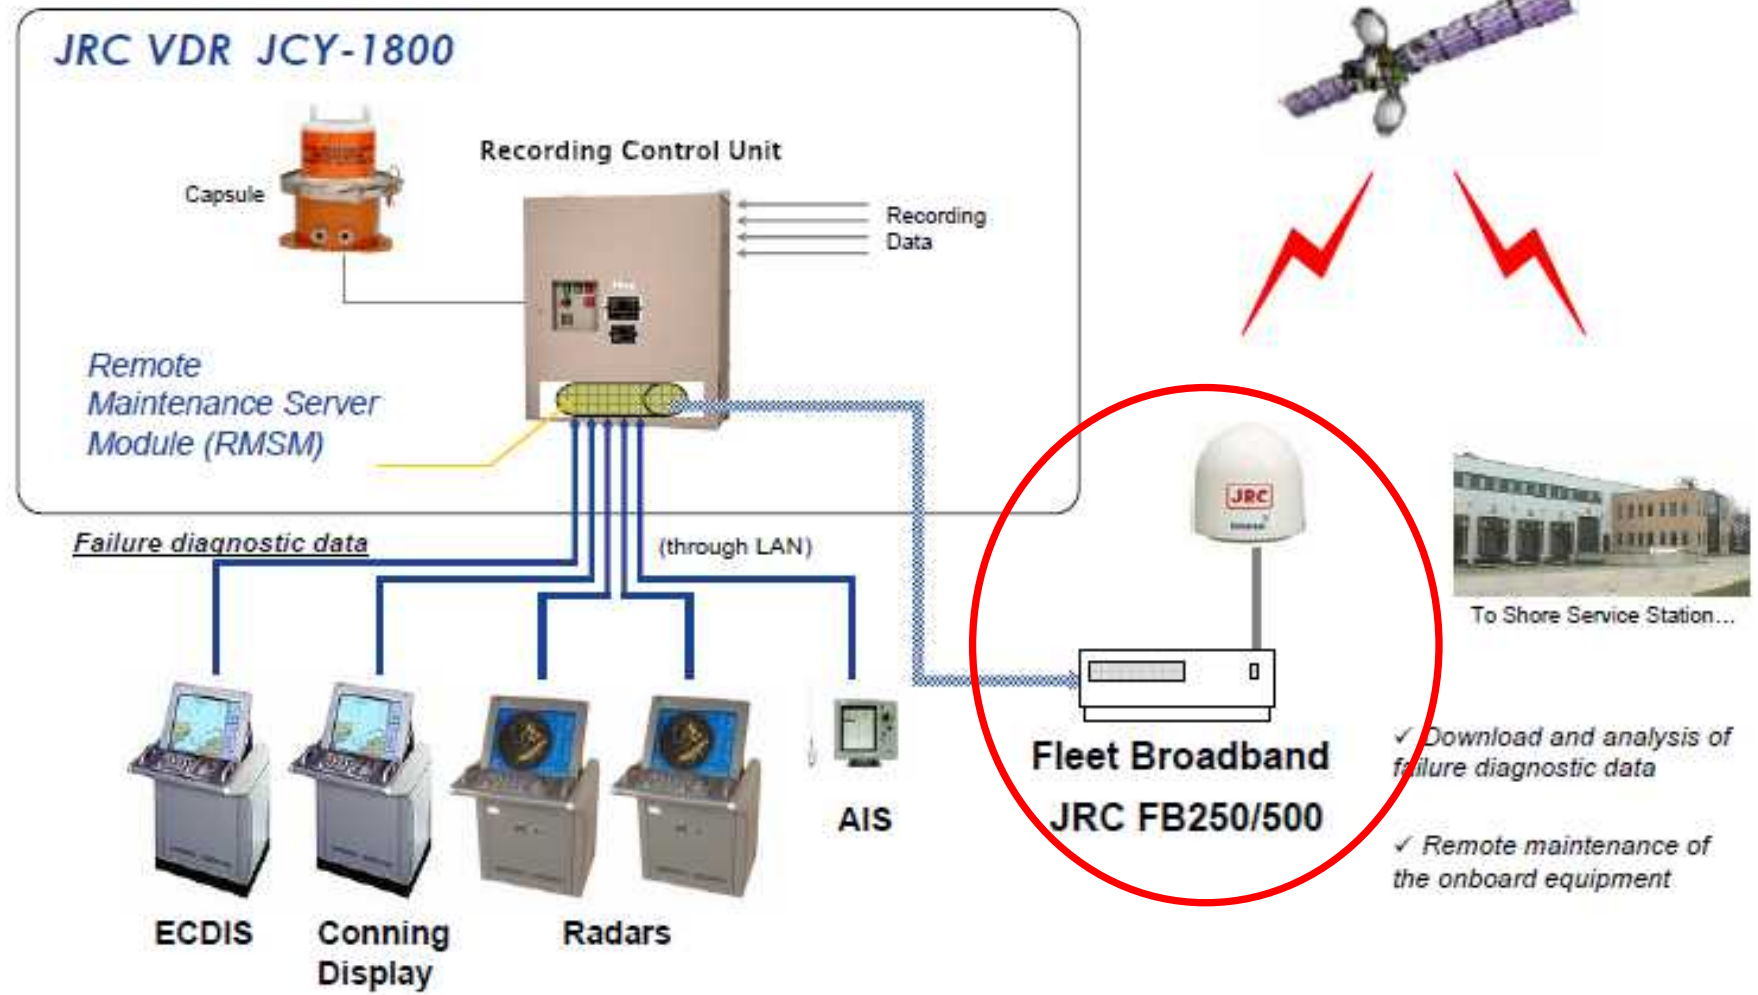 JRC VDR JCY-1800
Recording Control Unit
Capsule
Recording
Data
Remote
Maintenance Server
Module (RMSM)
Failure diagnostic data
(through LAN)
JRC
To Shore Service Station...
Fleet Broadband
JRC FB250/500
✓ Download and analysis of
failure diagnostic data
✓ Remote maintenance of
the onboard equipment
AIS
ECDIS
Conning
Display
Radars